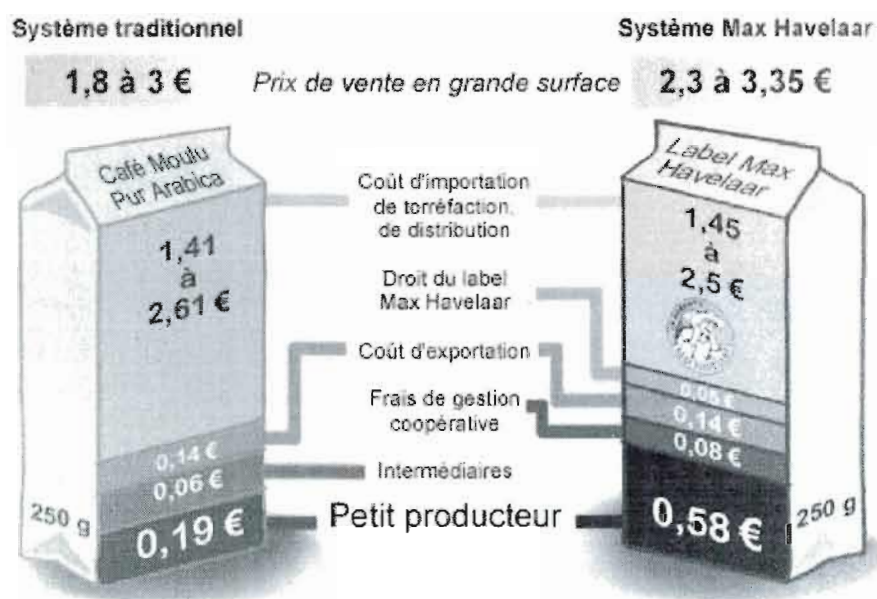 Système traditionnel
Système Max Havelaar
1,8 à 3 €
Prix de vente en grande surface
2,3 à 3,35 €
Café Moulu
Pur Arabica
1,41
à
2,61 €
0,14 €
0,06 €
0,19 €
250 g
Coût d'importation
de torréfaction,
de distribution
Droit du label
Max Havelaar
Coût d'exportation
Frais de gestion
coopérative
Intermédiaires
Petit producteur
Label Max
Havelaar
1,45
à
2,5 €
0,05 €
0,14 €
0,08 €
0,58 €
250 g